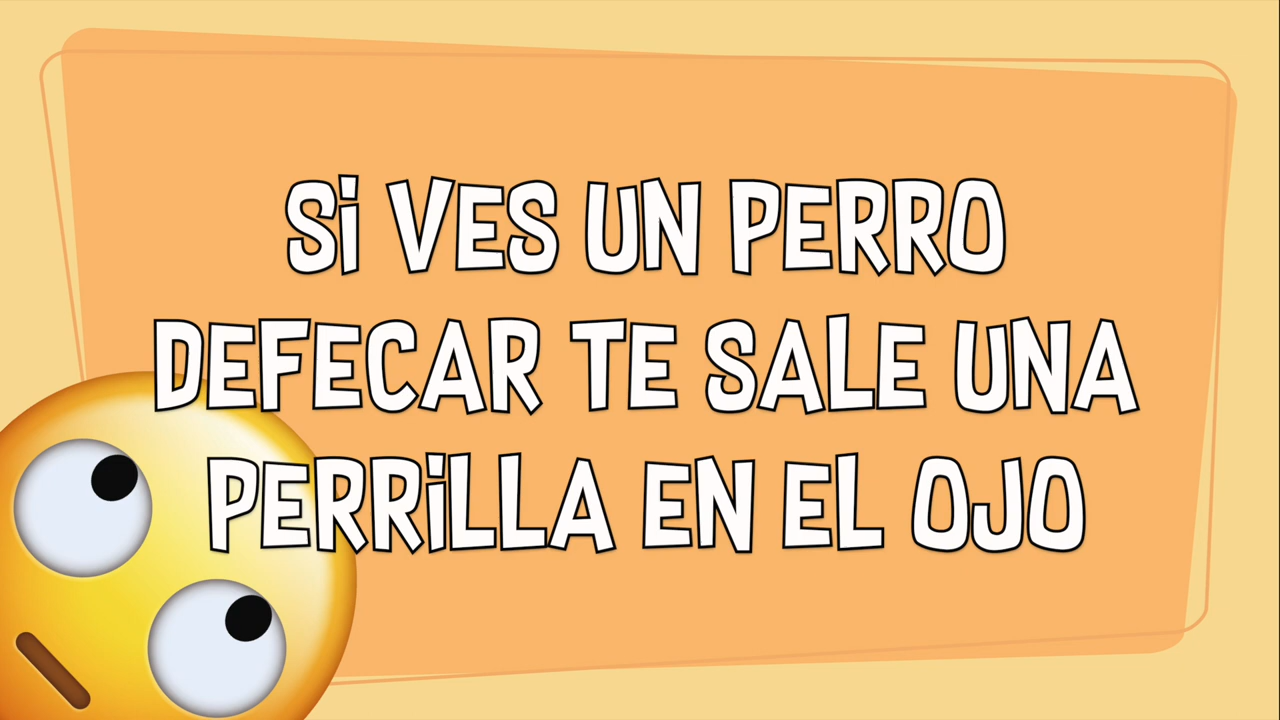 SI VES UN PERRO
DEFECAR TE SALE UNA
PERRILLA EN EL OJO